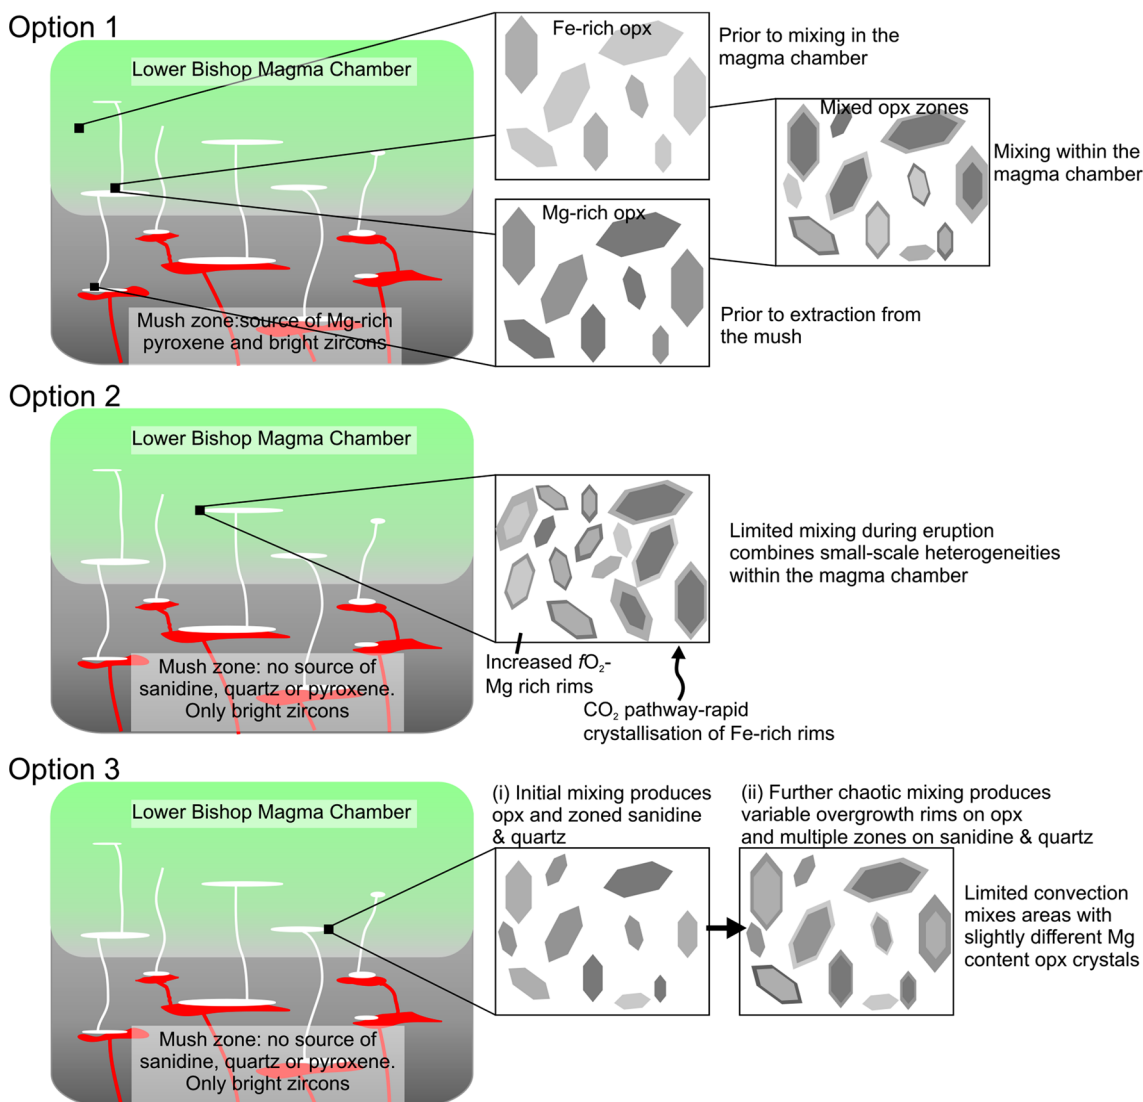 Option 1
Lower Bishop Magma Chamber
Fe-rich opx
Prior to mixing in the
magma chamber
Mixed opx zones
Mixing within the
magma chamber
Mg-rich opx
Mush zone:source of Mg-rich
pyroxene and bright zircons
Prior to extraction from
the mush
Option 2
Lower Bishop Magma Chamber
Limited mixing during eruption
combines small-scale heterogeneities
within the magma chamber
Mush zone: no source of
sanidine, quartz or pyroxene.
Only bright zircons
Increased fO₂-
Mg rich rims
CO₂ pathway-rapid
crystallisation of Fe-rich rims
Option 3
Lower Bishop Magma Chamber
(i) Initial mixing produces
opx and zoned sanidine
& quartz
(ii) Further chaotic mixing produces
variable overgrowth rims on opx
and multiple zones on sanidine & quartz
Limited convection
mixes areas with
slightly different Mg
content opx crystals
Mush zone: no source of
sanidine, quartz or pyroxene.
Only bright zircons